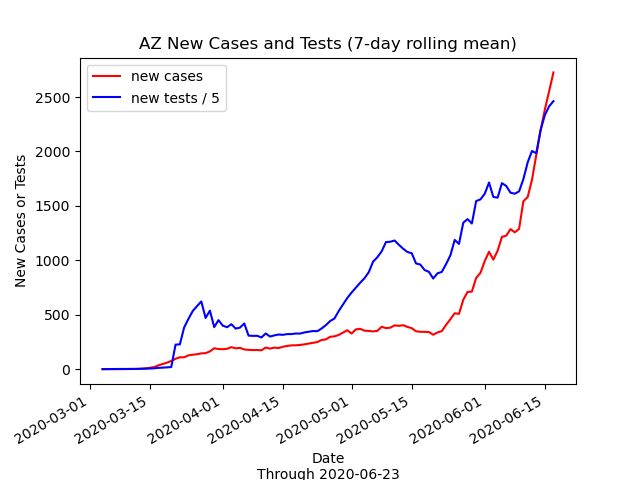 AZ New Cases and Tests (7-day rolling mean)
new cases
new tests / 5
New Cases or Tests
2500
2000
1500
1000
500
0
2020-03-01
2020-03-15
2020-04-01
2020-04-15
2020-05-01
2020-05-15
2020-06-01
2020-06-15
Date
Through 2020-06-23